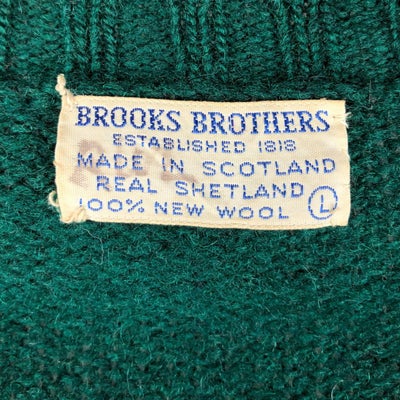 BROOKS BROTHERS
ESTABLISHED 1818
MADE IN SCOTLAND
REAL SHETLAND
100% NEW WOOL L